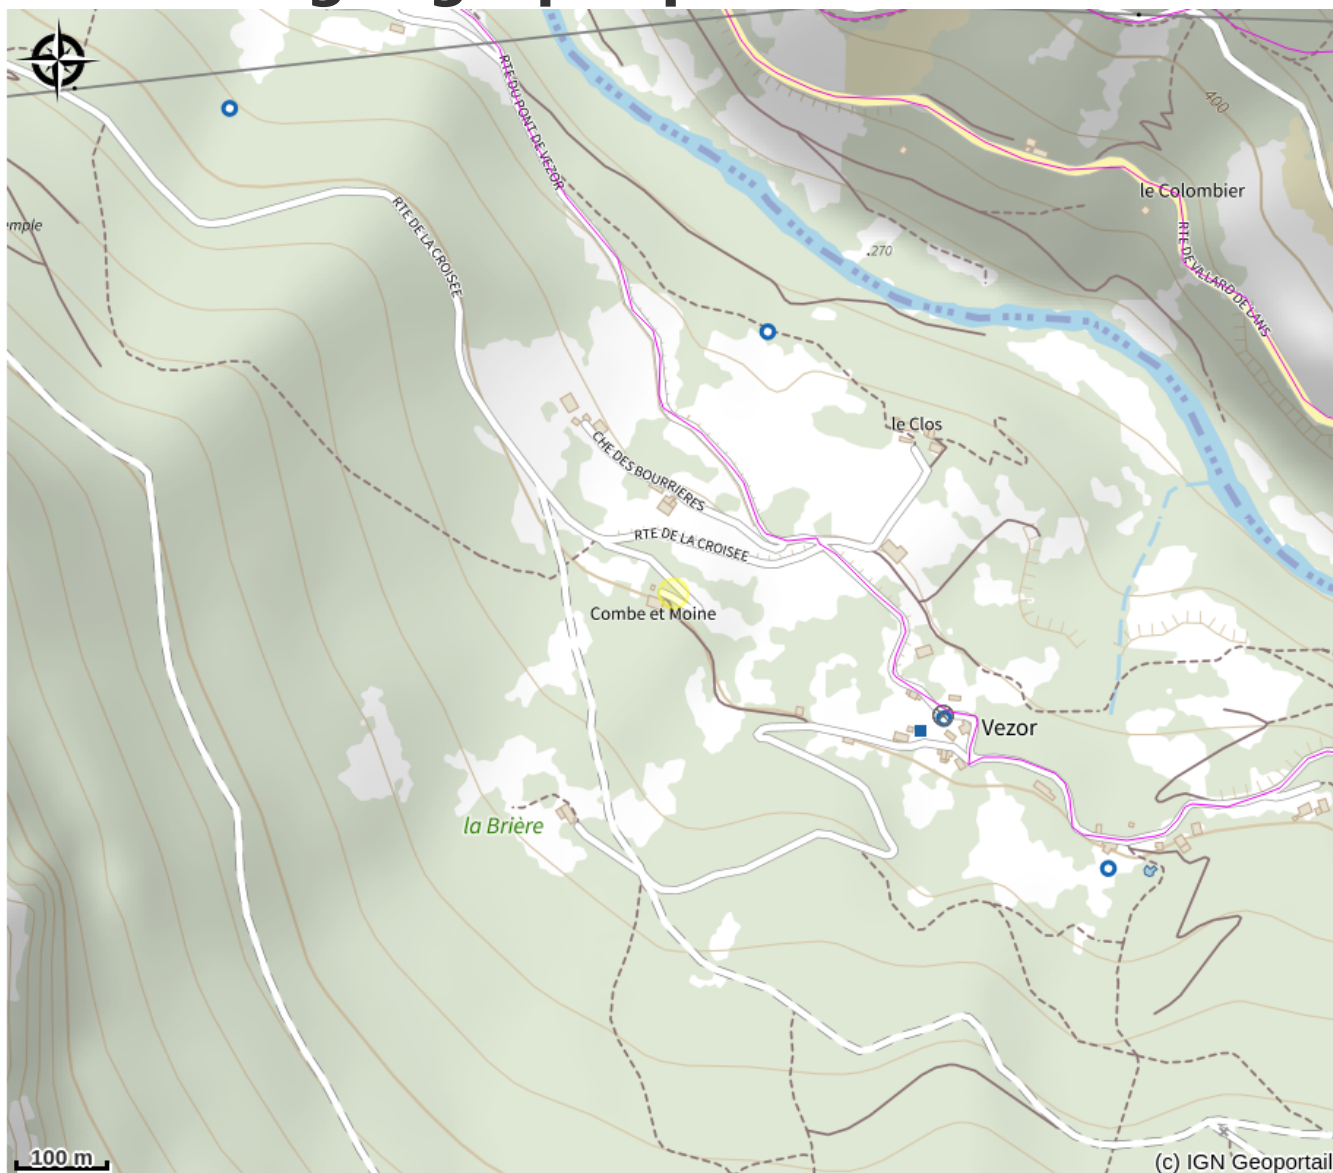 RTE DU PONT DE VEZOR
400
le Colombier
RTE DE LA CROISEE
emple
270
RTE DE VILLARD DE LANS
le Clos
CHE DES BOURRIERES
RTE DE LA CROISEE
Combe et Moine
Vezor
la Brière
100 m
(c) IGN Geoportail